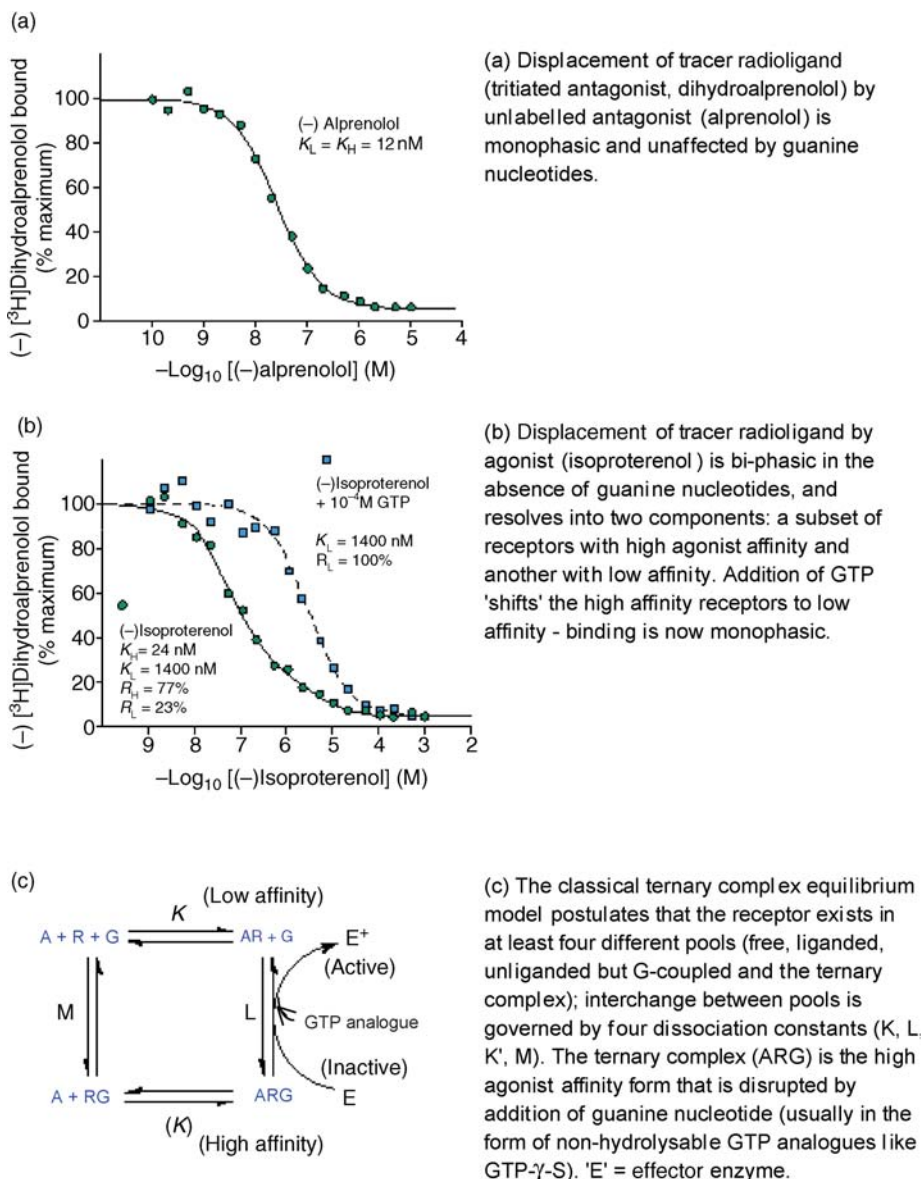 (a)
(−) [³H]Dihydroalprenolol bound
(% maximum)
100
80
60
40
20
0
(−) Alprenolol
K_L = K_H = 12 nM
10 9 8 7 6 5 4
−Log₁₀ [(−)alprenolol] (M)
(a) Displacement of tracer radioligand
(tritiated antagonist, dihydroalprenolol) by
unlabelled antagonist (alprenolol) is
monophasic and unaffected by guanine
nucleotides.
(b)
(−) [³H]Dihydroalprenolol bound
(% maximum)
100
80
60
40
20
0
(−)Isoproterenol
+ 10⁻⁴M GTP
K_L = 1400 nM
R_L = 100%
(−)Isoproterenol
K_H = 24 nM
K_L = 1400 nM
R_H = 77%
R_L = 23%
9 8 7 6 5 4 3 2
−Log₁₀ [(−)Isoproterenol] (M)
(b) Displacement of tracer radioligand by
agonist (isoproterenol) is bi-phasic in the
absence of guanine nucleotides, and
resolves into two components: a subset of
receptors with high agonist affinity and
another with low affinity. Addition of GTP
'shifts' the high affinity receptors to low
affinity - binding is now monophasic.
(c)
(Low affinity)
K
A + R + G
AR + G
E⁺
(Active)
M
L
GTP analogue
(Inactive)
A + RG
ARG
E
(K)
(High affinity)
(c) The classical ternary complex equilibrium
model postulates that the receptor exists in
at least four different pools (free, liganded,
unliganded but G-coupled and the ternary
complex); interchange between pools is
governed by four dissociation constants (K, L,
K', M). The ternary complex (ARG) is the high
agonist affinity form that is disrupted by
addition of guanine nucleotide (usually in the
form of non-hydrolysable GTP analogues like
GTP-γ-S). 'E' = effector enzyme.